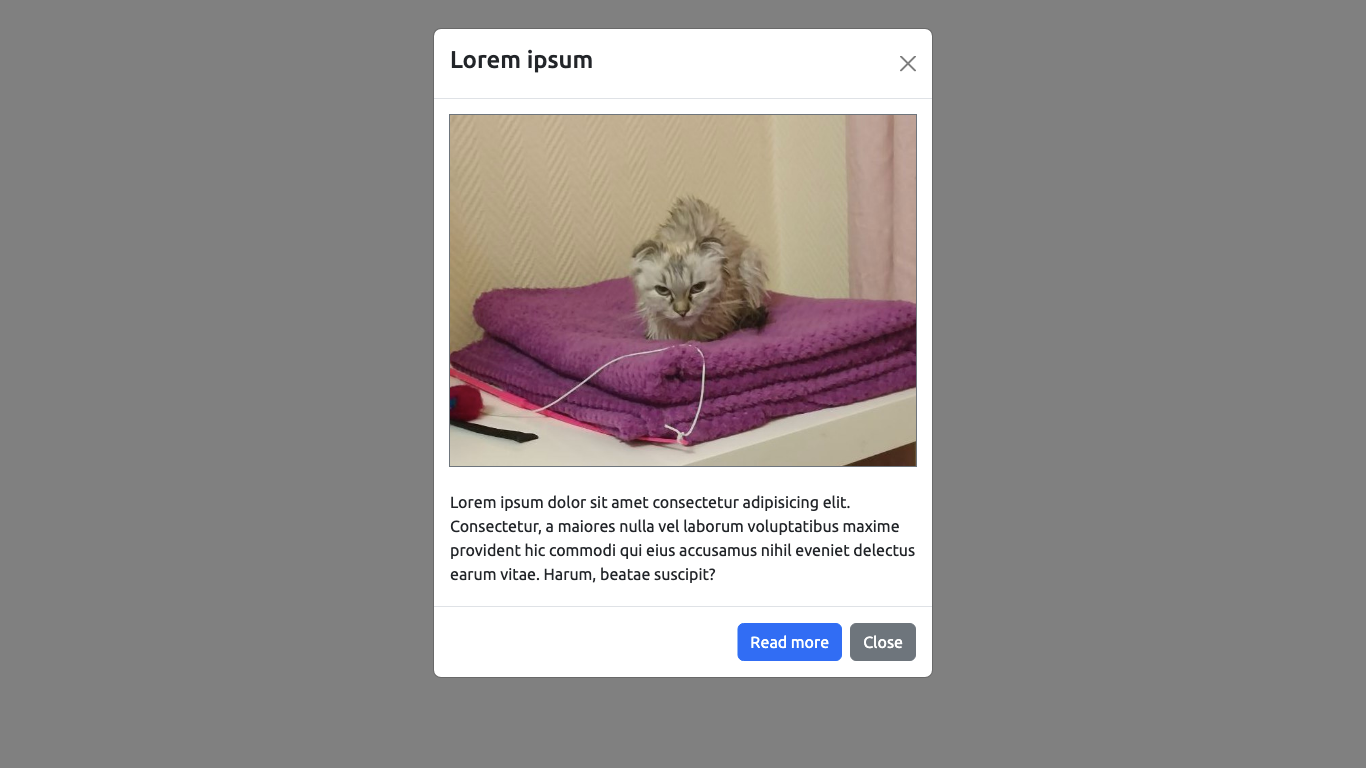 Lorem ipsum
Lorem ipsum dolor sit amet consectetur adipisicing elit.
Consectetur, a maiores nulla vel laborum voluptatibus maxime
provident hic commodi qui eius accusamus nihil eveniet delectus
earum vitae. Harum, beatae suscipit?
Read more
Close